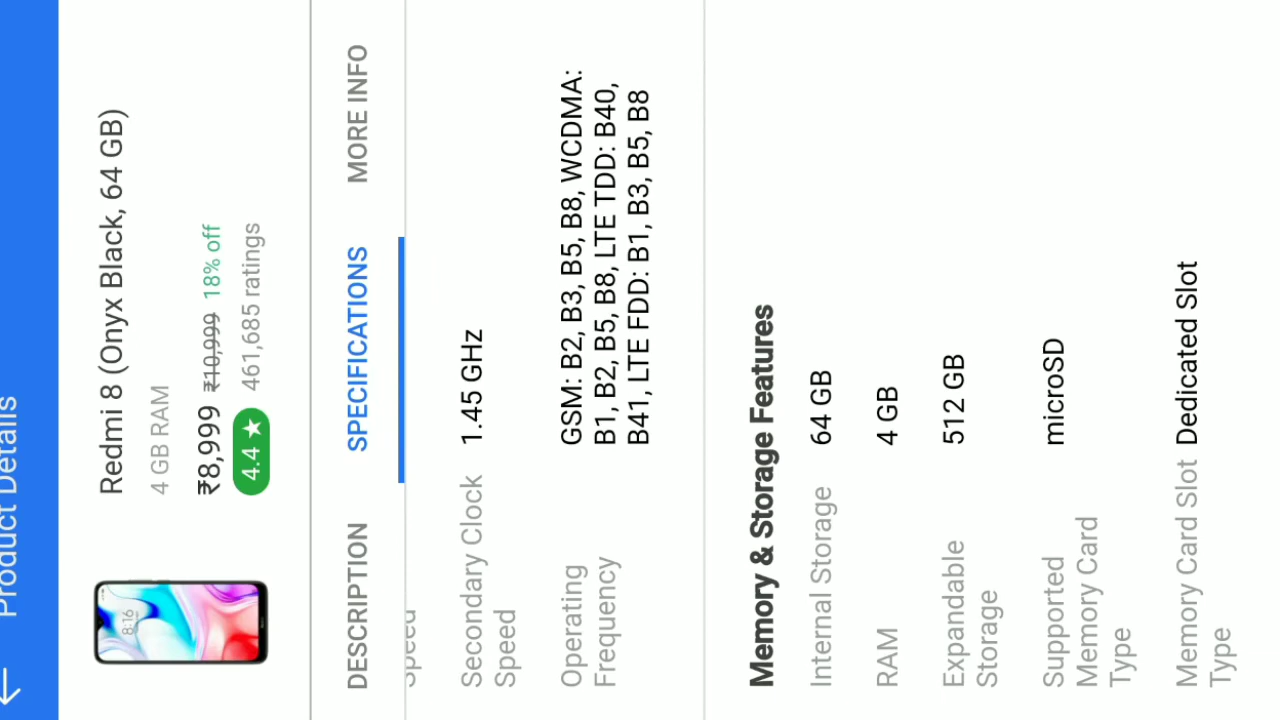 Product Details
Redmi 8 (Onyx Black, 64 GB)
4 GB RAM
₹8,999 ₹10,999 18% off
4.4 ★ 461,685 ratings
8:16
DESCRIPTION SPECIFICATIONS MORE INFO
Speed
Secondary Clock 1.45 GHz
Speed
Operating GSM: B2, B3, B5, B8, WCDMA:
Frequency B1, B2, B5, B8, LTE TDD: B40,
B41, LTE FDD: B1, B3, B5, B8
Memory & Storage Features
Internal Storage 64 GB
RAM 4 GB
Expandable 512 GB
Storage
Supported microSD
Memory Card
Type
Memory Card Slot Dedicated Slot
Type